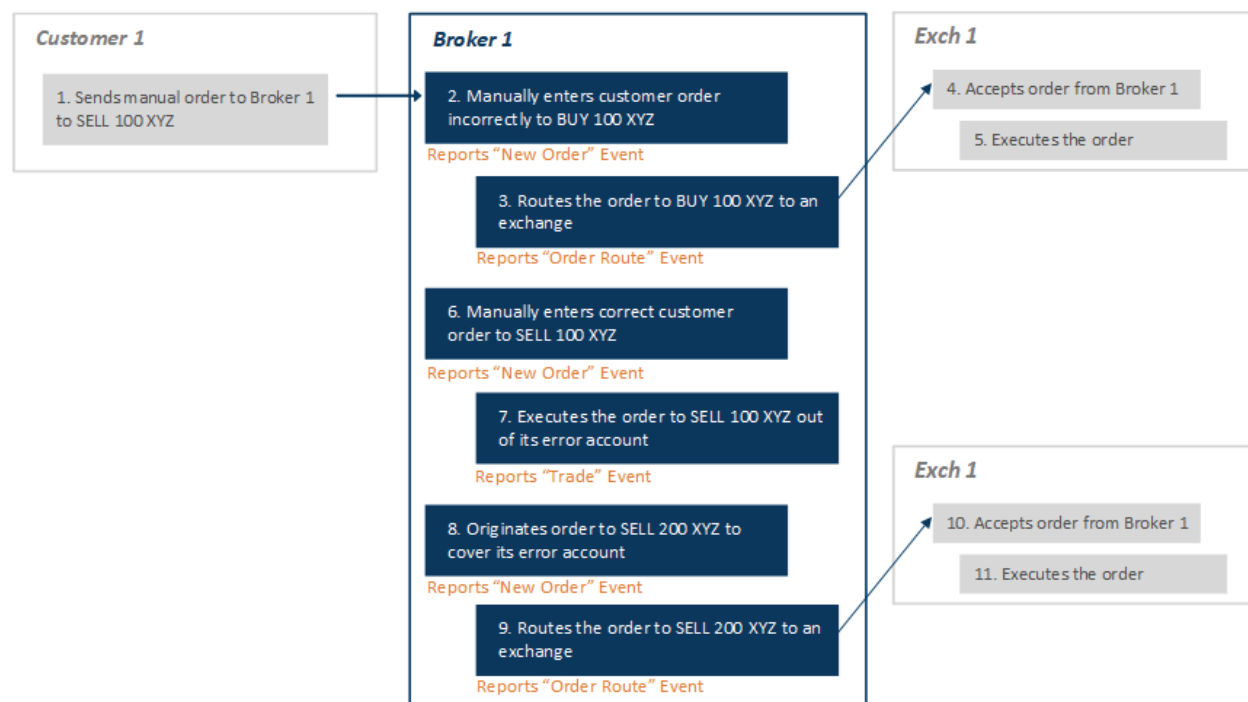 Customer 1
1. Sends manual order to Broker 1
to SELL 100 XYZ
Broker 1
2. Manually enters customer order
incorrectly to BUY 100 XYZ
Reports “New Order” Event
3. Routes the order to BUY 100 XYZ to an
exchange
Reports “Order Route” Event
Exch 1
4. Accepts order from Broker 1
5. Executes the order
6. Manually enters correct customer
order to SELL 100 XYZ
Reports “New Order” Event
7. Executes the order to SELL 100 XYZ out
of its error account
Reports “Trade” Event
8. Originates order to SELL 200 XYZ to
cover its error account
Reports “New Order” Event
9. Routes the order to SELL 200 XYZ to an
exchange
Reports “Order Route” Event
Exch 1
10. Accepts order from Broker 1
11. Executes the order